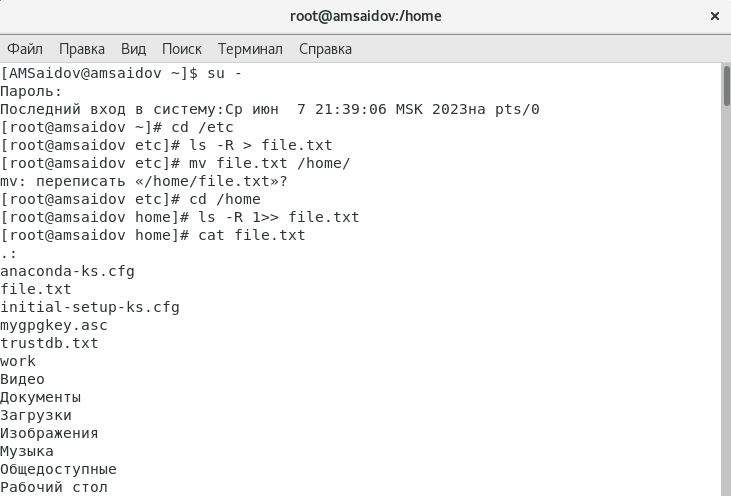 root@amsaidov:/home
×
Файл Правка Вид Поиск Терминал Справка
[AMSaidov@amsaidov ~]$ su -
Пароль:
Последний вход в систему:Ср июн  7 21:39:06 MSK 2023на pts/0
[root@amsaidov ~]# cd /etc
[root@amsaidov etc]# ls -R > file.txt
[root@amsaidov etc]# mv file.txt /home/
mv: переписать «/home/file.txt»?
[root@amsaidov etc]# cd /home
[root@amsaidov home]# ls -R 1>> file.txt
[root@amsaidov home]# cat file.txt
.:
anaconda-ks.cfg
file.txt
initial-setup-ks.cfg
mygpgkey.asc
trustdb.txt
work
Видео
Документы
Загрузки
Изображения
Музыка
Общедоступные
Рабочий стол